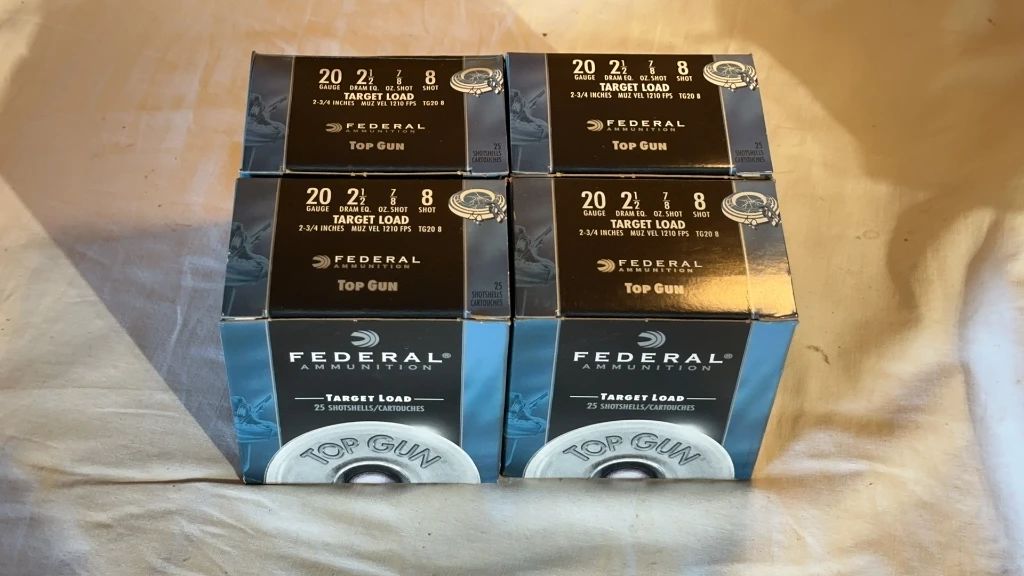 20 2½ 7/8 8
GAUGE DRAM EQ. OZ. SHOT SHOT
TARGET LOAD
2-3/4 INCHES MUZ VEL 1210 FPS TG20 8
FEDERAL
AMMUNITION
TOP GUN
25
SHOTSHELLS
CARTOUCHES
20 2½ 7/8 8
GAUGE DRAM EQ. OZ. SHOT SHOT
TARGET LOAD
2-3/4 INCHES MUZ VEL 1210 FPS TG20 8
FEDERAL
AMMUNITION
TOP GUN
25
SHOTSHELLS
CARTOUCHES
20 2½ 7/8 8
GAUGE DRAM EQ. OZ. SHOT SHOT
TARGET LOAD
2-3/4 INCHES MUZ VEL 1210 FPS TG20 8
FEDERAL
AMMUNITION
TOP GUN
25
SHOTSHELLS
CARTOUCHES
20 2½ 7/8 8
GAUGE DRAM EQ. OZ. SHOT SHOT
TARGET LOAD
2-3/4 INCHES MUZ VEL 1210 FPS TG20 8
FEDERAL
AMMUNITION
TOP GUN
FEDERAL®
AMMUNITION
TARGET LOAD
25 SHOTSHELLS/CARTOUCHES
TOP GUN
FEDERAL®
AMMUNITION
TARGET LOAD
25 SHOTSHELLS/CARTOUCHES
TOP GUN